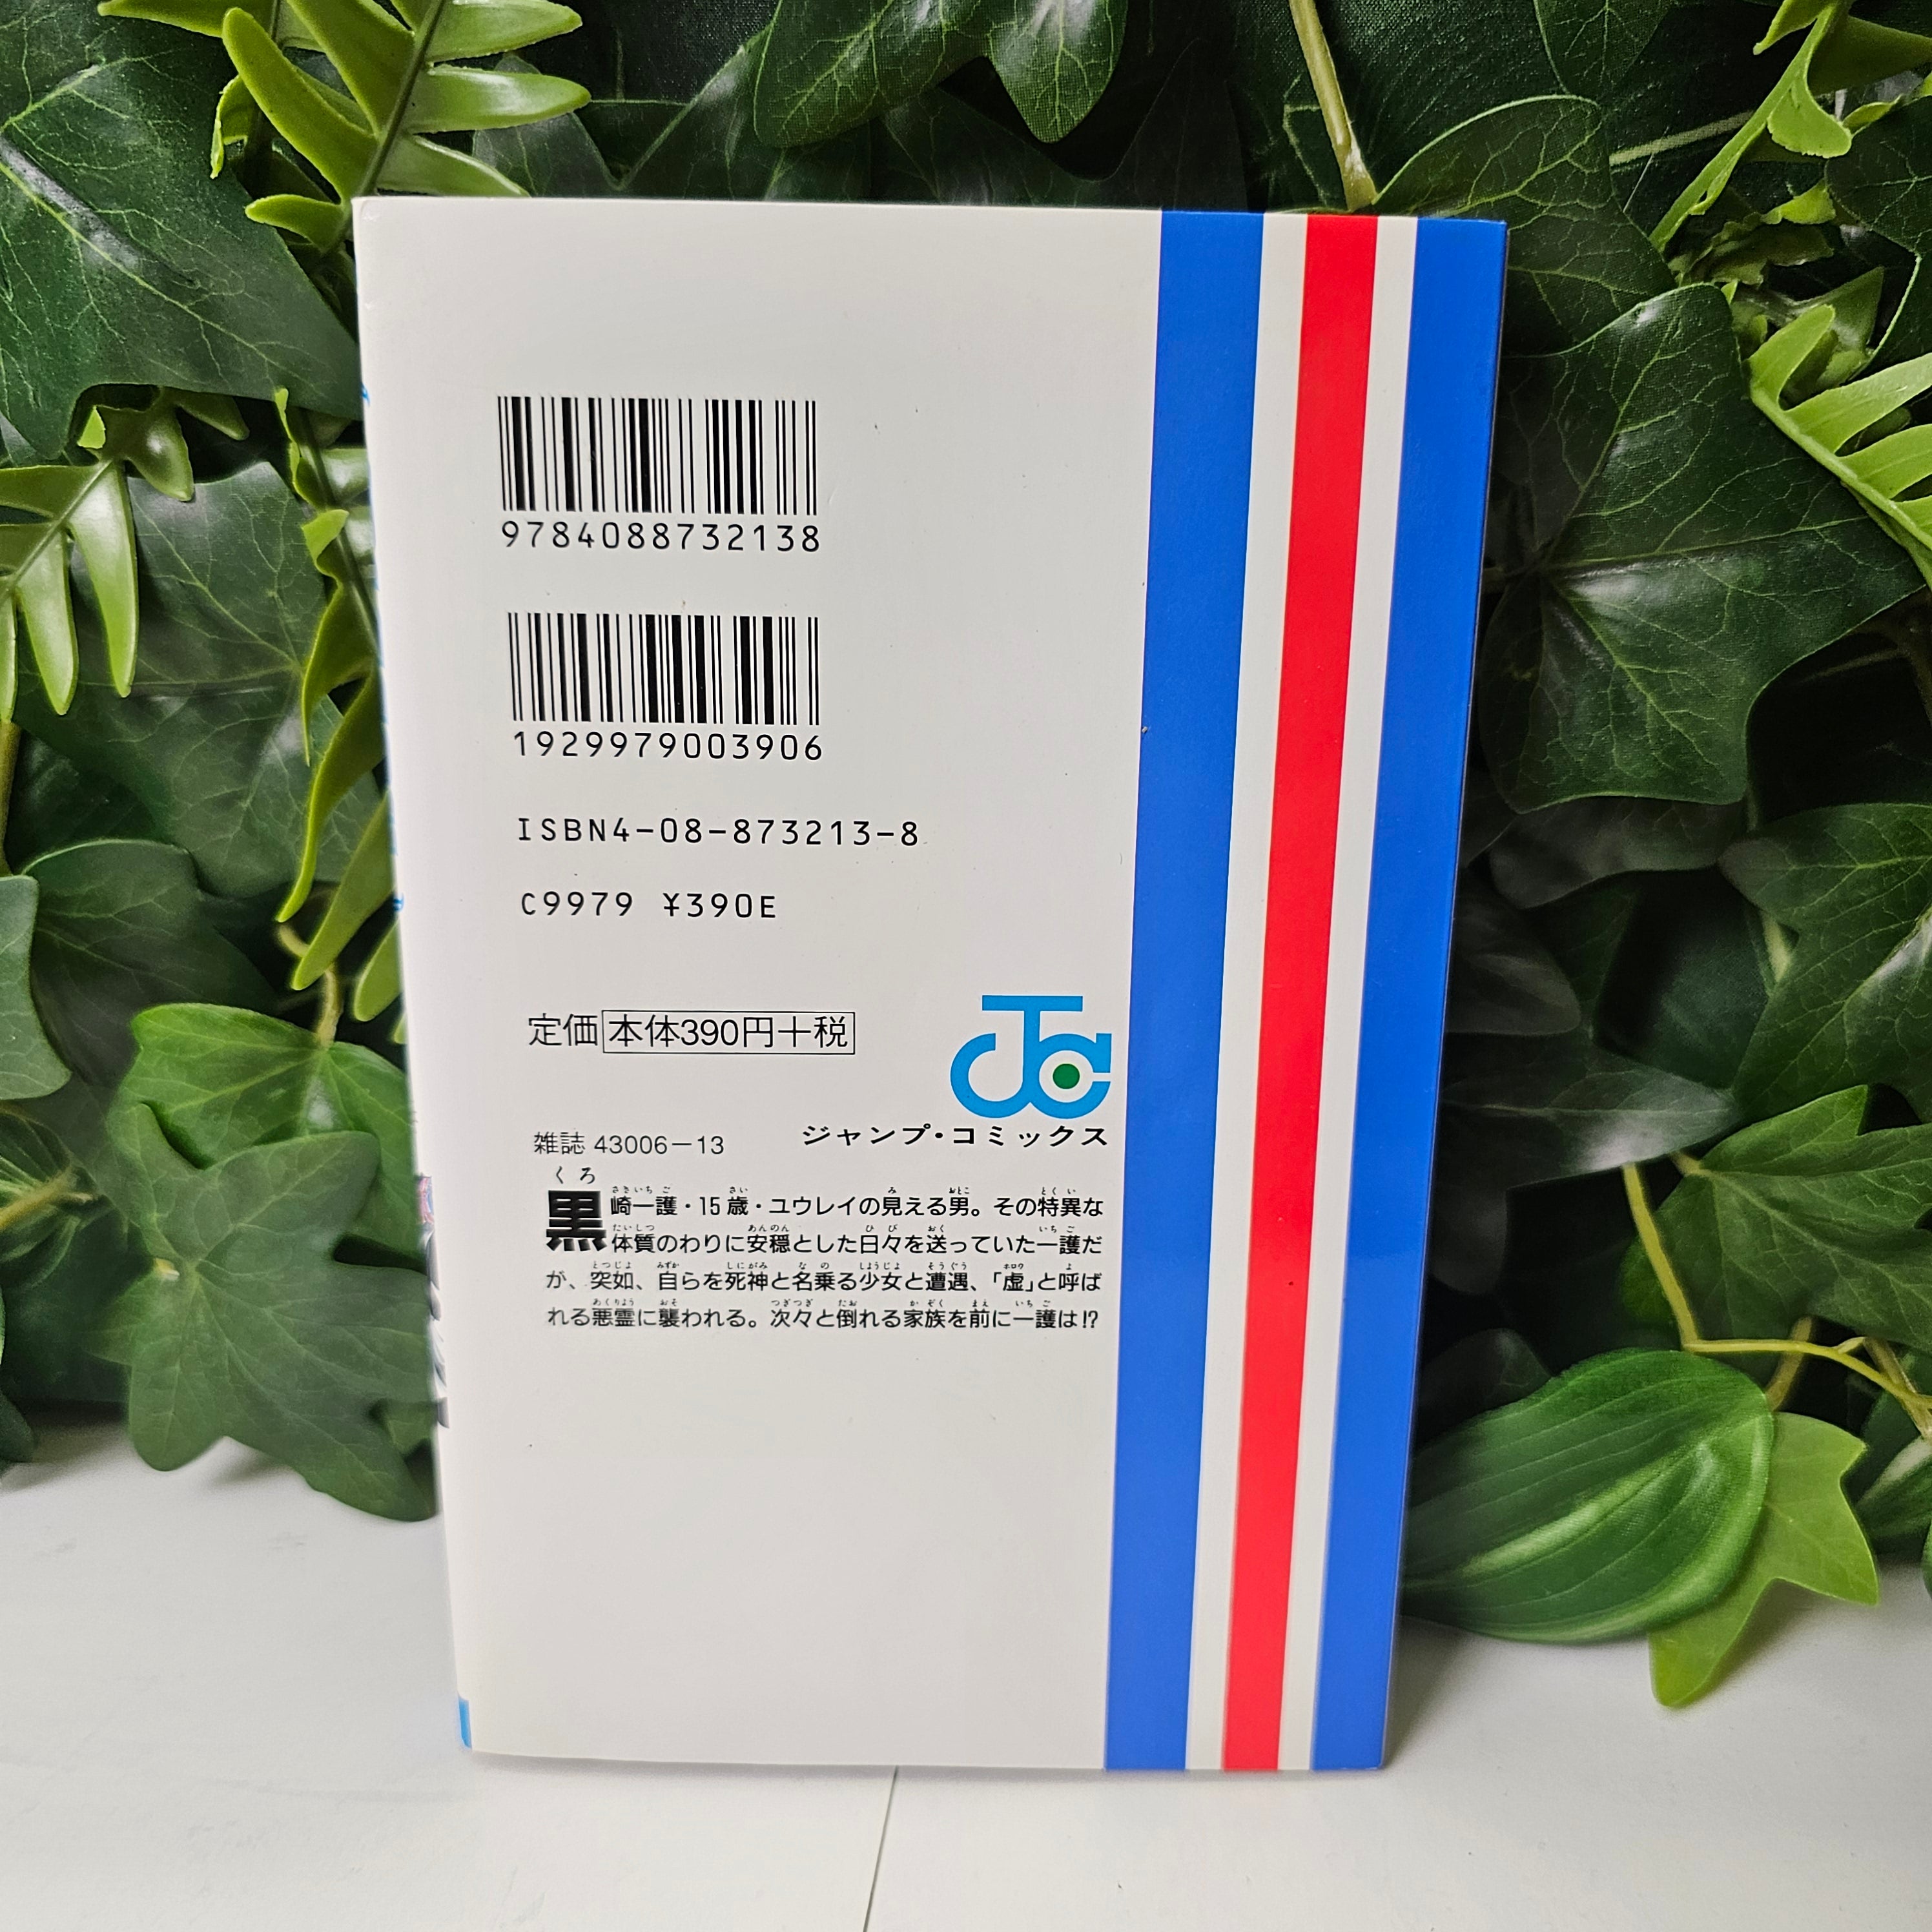 9784088732138
1929979003906
ISBN4-08-873213-8
C9979 ¥390E
定価 本体390円+税
JC
ジャンプ・コミックス
雑誌 43006-13
黒崎一護・15歳・ユウレイの見える男。その特異な
体質のわりに安穏とした日々を送っていた一護だ
が、突如、自らを死神と名乗る少女と遭遇、「虚」と呼ば
れる悪霊に襲われる。次々と倒れる家族を前に一護は!?